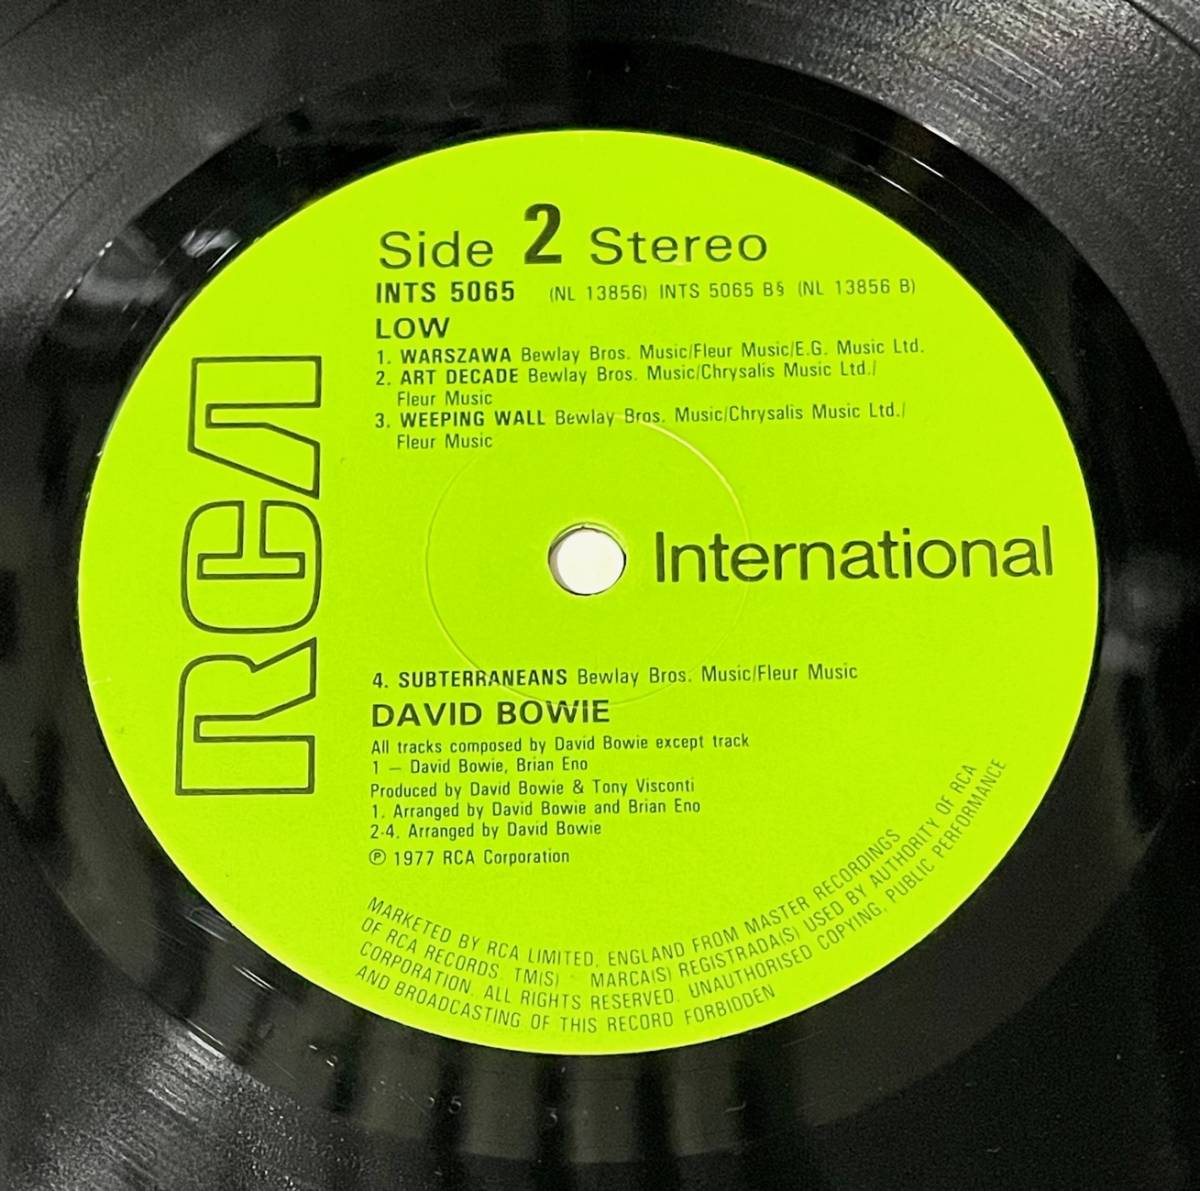 RCA
Side 2 Stereo
INTS 5065 (NL 13856) INTS 5065 B§ (NL 13856 B)
LOW
1. WARSZAWA Bewlay Bros. Music/Fleur Music/E.G. Music Ltd.
2. ART DECADE Bewlay Bros. Music/Chrysalis Music Ltd./
Fleur Music
3. WEEPING WALL Bewlay Bros. Music/Chrysalis Music Ltd./
Fleur Music
International
4. SUBTERRANEANS Bewlay Bros. Music/Fleur Music
DAVID BOWIE
All tracks composed by David Bowie except track
1 – David Bowie, Brian Eno
Produced by David Bowie & Tony Visconti
1. Arranged by David Bowie and Brian Eno
2-4. Arranged by David Bowie
℗ 1977 RCA Corporation
MARKETED BY RCA LIMITED, ENGLAND FROM MASTER RECORDINGS
OF RCA RECORDS. TM(S) MARCA(S) REGISTRADA(S) USED BY AUTHORITY OF RCA
CORPORATION. ALL RIGHTS RESERVED. UNAUTHORISED COPYING, PUBLIC PERFORMANCE
AND BROADCASTING OF THIS RECORD FORBIDDEN